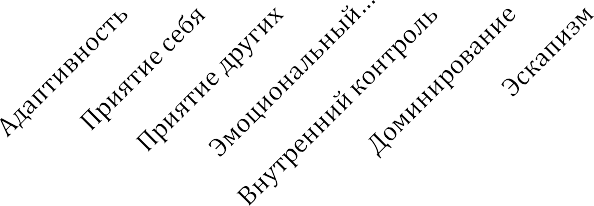 Адаптивность
Приятие себя
Приятие других
Эмоциональный...
Внутренний контроль
Доминирование
Эскапизм